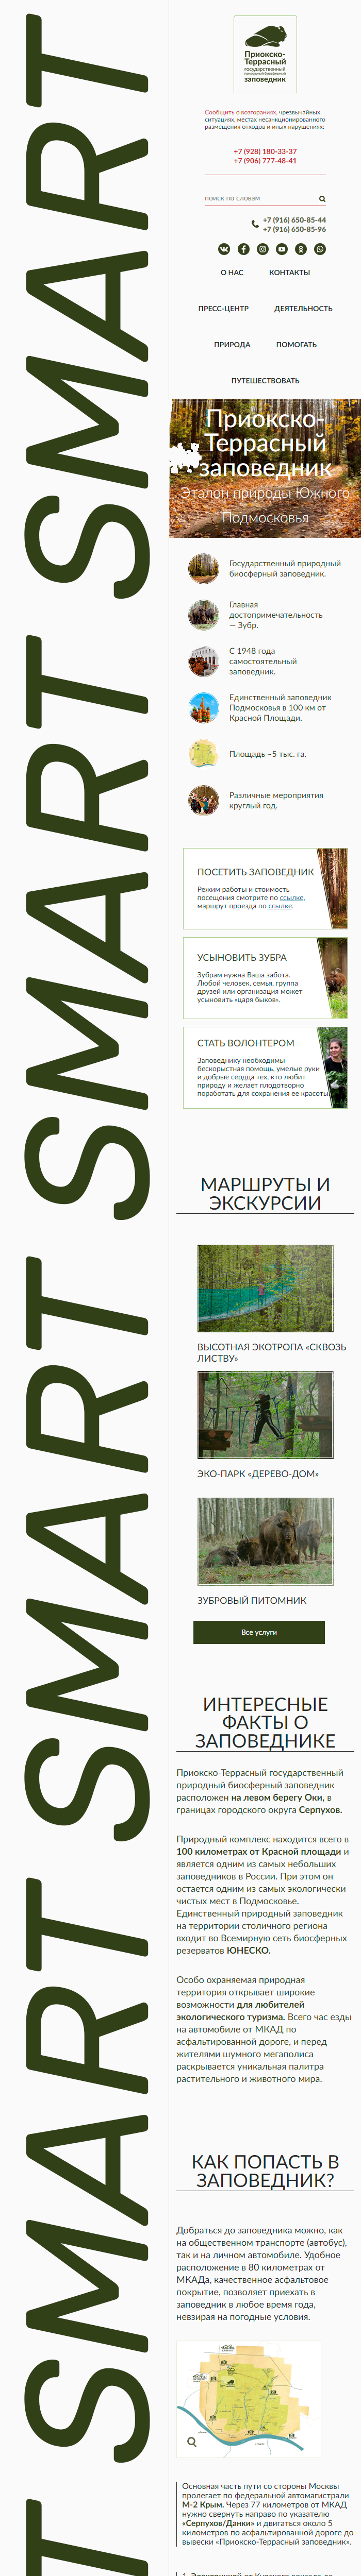 SMART SMART SMART SMART
Приокско-
Террасный
государственный
природный биосферный
заповедник
Сообщить о возгораниях, чрезвычайных
ситуациях, местах несанкционированного
размещения отходов и иных нарушениях:
+7 (928) 180-33-37
+7 (906) 777-48-41
поиск по словам
+7 (916) 650-85-44
+7 (916) 650-85-96
О НАС КОНТАКТЫ
ПРЕСС-ЦЕНТР ДЕЯТЕЛЬНОСТЬ
ПРИРОДА ПОМОГАТЬ
ПУТЕШЕСТВОВАТЬ
Приокско-
Террасный
заповедник
Эталон природы Южного
Подмосковья
Государственный природный
биосферный заповедник.
Главная
достопримечательность
— Зубр.
С 1948 года
самостоятельный
заповедник.
Единственный заповедник
Подмосковья в 100 км от
Красной Площади.
Площадь ~5 тыс. га.
Различные мероприятия
круглый год.
ПОСЕТИТЬ ЗАПОВЕДНИК
Режим работы и стоимость
посещения смотрите по ссылке,
маршрут проезда по ссылке.
УСЫНОВИТЬ ЗУБРА
Зубрам нужна Ваша забота.
Любой человек, семья, группа
друзей или организация может
усыновить «царя быков».
СТАТЬ ВОЛОНТЕРОМ
Заповеднику необходимы
бескорыстная помощь, умелые руки
и добрые сердца тех, кто любит
природу и желает плодотворно
поработать для сохранения ее красоты.
МАРШРУТЫ И
ЭКСКУРСИИ
ВЫСОТНАЯ ЭКОТРОПА «СКВОЗЬ
ЛИСТВУ»
ЭКО-ПАРК «ДЕРЕВО-ДОМ»
ЗУБРОВЫЙ ПИТОМНИК
Все услуги
ИНТЕРЕСНЫЕ
ФАКТЫ О
ЗАПОВЕДНИКЕ
Приокско-Террасный государственный
природный биосферный заповедник
расположен на левом берегу Оки, в
границах городского округа Серпухов.
Природный комплекс находится всего в
100 километрах от Красной площади и
является одним из самых небольших
заповедников в России. При этом он
остается одним из самых экологически
чистых мест в Подмосковье.
Единственный природный заповедник
на территории столичного региона
входит во Всемирную сеть биосферных
резерватов ЮНЕСКО.
Особо охраняемая природная
территория открывает широкие
возможности для любителей
экологического туризма. Всего час езды
на автомобиле от МКАД по
асфальтированной дороге, и перед
жителями шумного мегаполиса
раскрывается уникальная палитра
растительного и животного мира.
КАК ПОПАСТЬ В
ЗАПОВЕДНИК?
Добраться до заповедника можно, как
на общественном транспорте (автобус),
так и на личном автомобиле. Удобное
расположение в 80 километрах от
МКАДа, качественное асфальтовое
покрытие, позволяет приехать в
заповедник в любое время года,
невзирая на погодные условия.
Основная часть пути со стороны Москвы
пролегает по федеральной автомагистрали
М-2 Крым. Через 77 километров от МКАД
нужно свернуть направо по указателю
«Серпухов/Данки» и двигаться около 5
километров по асфальтированной дороге до
вывески «Приокско-Террасный заповедник».